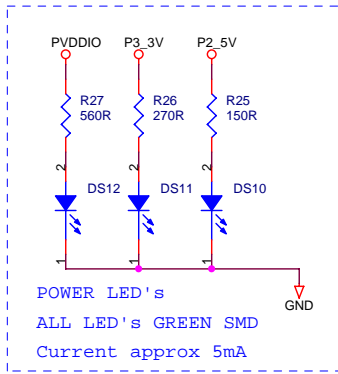 PVDDIO P3_3V P2_5V
R27 R26 R25
560R 270R 150R
2 2 2
DS12 DS11 DS10
1 1 1
GND
POWER LED's
ALL LED's GREEN SMD
Current approx 5mA